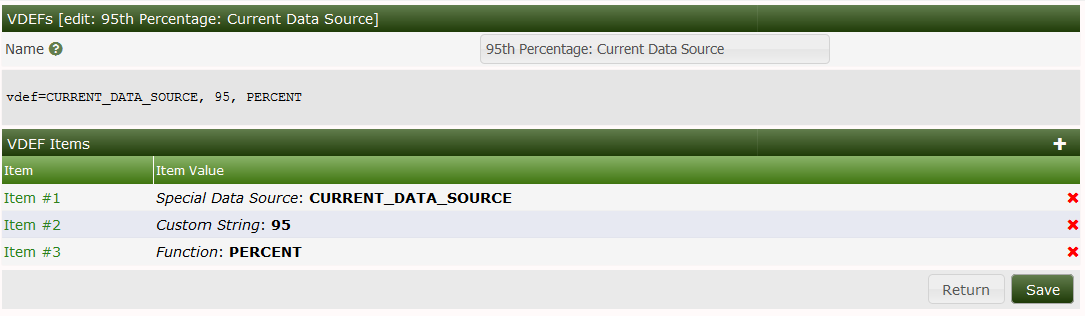 VDEFs [edit: 95th Percentage: Current Data Source]
Name 95th Percentage: Current Data Source
vdef=CURRENT_DATA_SOURCE, 95, PERCENT
VDEF Items
Item Item Value
Item #1 Special Data Source: CURRENT_DATA_SOURCE
Item #2 Custom String: 95
Item #3 Function: PERCENT
Return Save